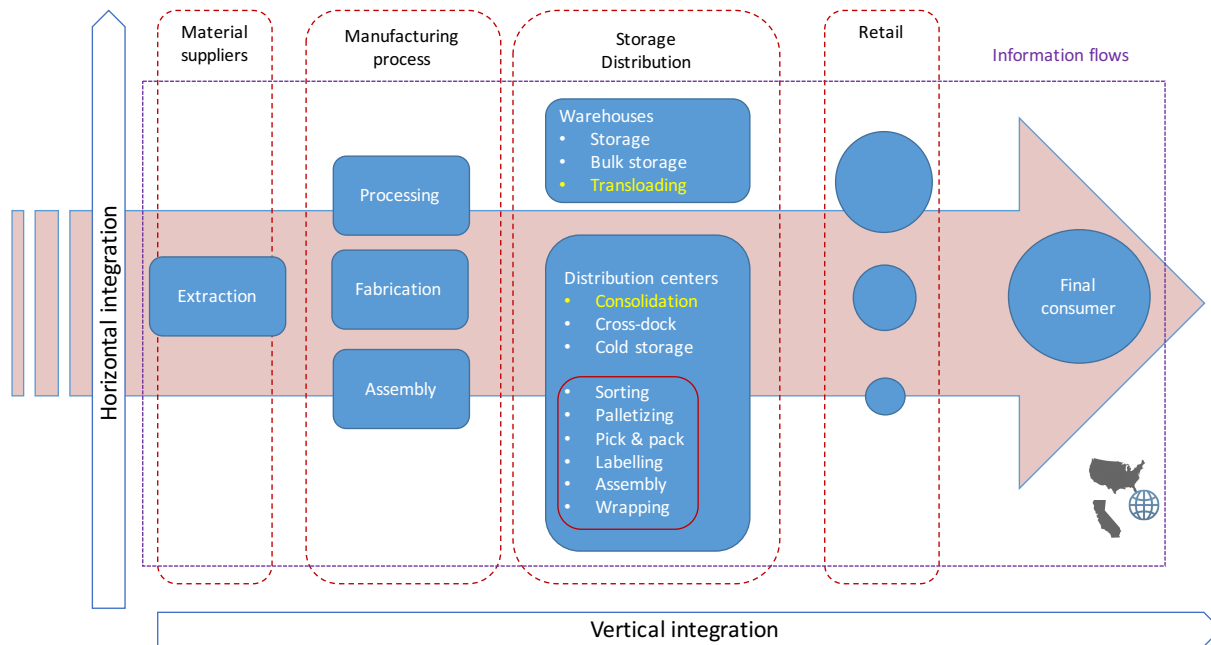 Material
suppliers
Manufacturing
process
Storage
Distribution
Retail
Information flows
Horizontal integration
Extraction
Processing
Fabrication
Assembly
Warehouses
• Storage
• Bulk storage
• Transloading
Distribution centers
• Consolidation
• Cross-dock
• Cold storage
• Sorting
• Palletizing
• Pick & pack
• Labelling
• Assembly
• Wrapping
Final
consumer
Vertical integration